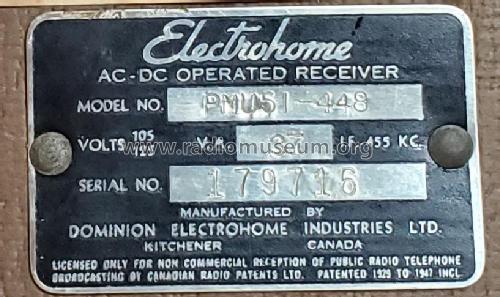 Electrohome
AC-DC OPERATED RECEIVER
MODEL NO. PMU51-448
VOLTS 105/125 I.F. 455 KC.
www.radiomuseum.org
SERIAL NO. 179716
MANUFACTURED BY
DOMINION ELECTROHOME INDUSTRIES LTD.
KITCHENER CANADA
LICENSED ONLY FOR NON COMMERCIAL RECEPTION OF PUBLIC RADIO TELEPHONE
BROADCASTING BY CANADIAN RADIO PATENTS LTD. PATENTED 1929 TO 1947 INCL.